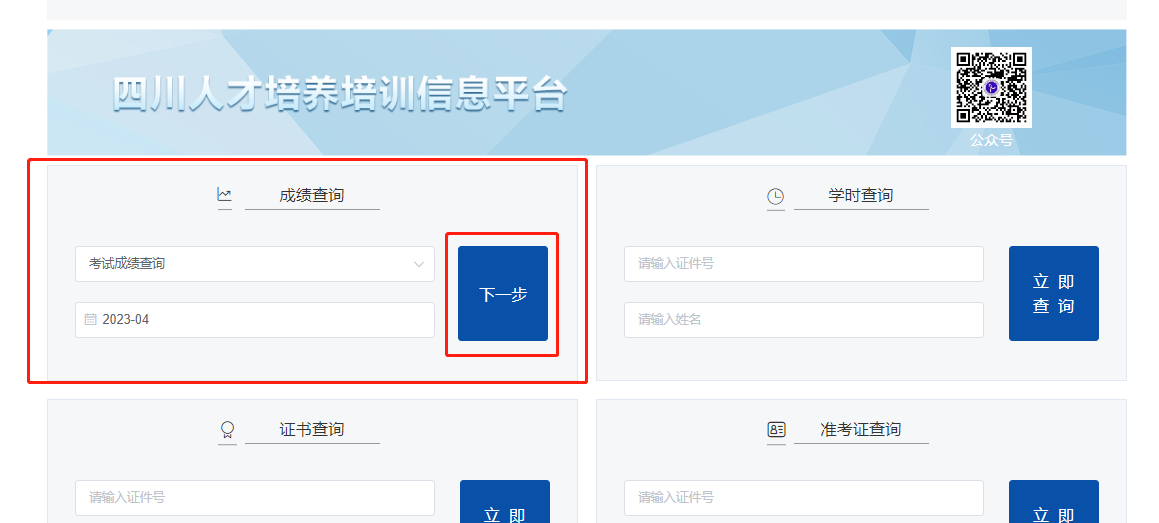 四川人才培养培训信息平台
公众号
成绩查询
考试成绩查询
2023-04
下一步
学时查询
请输入证件号
请输入姓名
立 即
查 询
证书查询
请输入证件号
立 即
准考证查询
请输入证件号
立 即